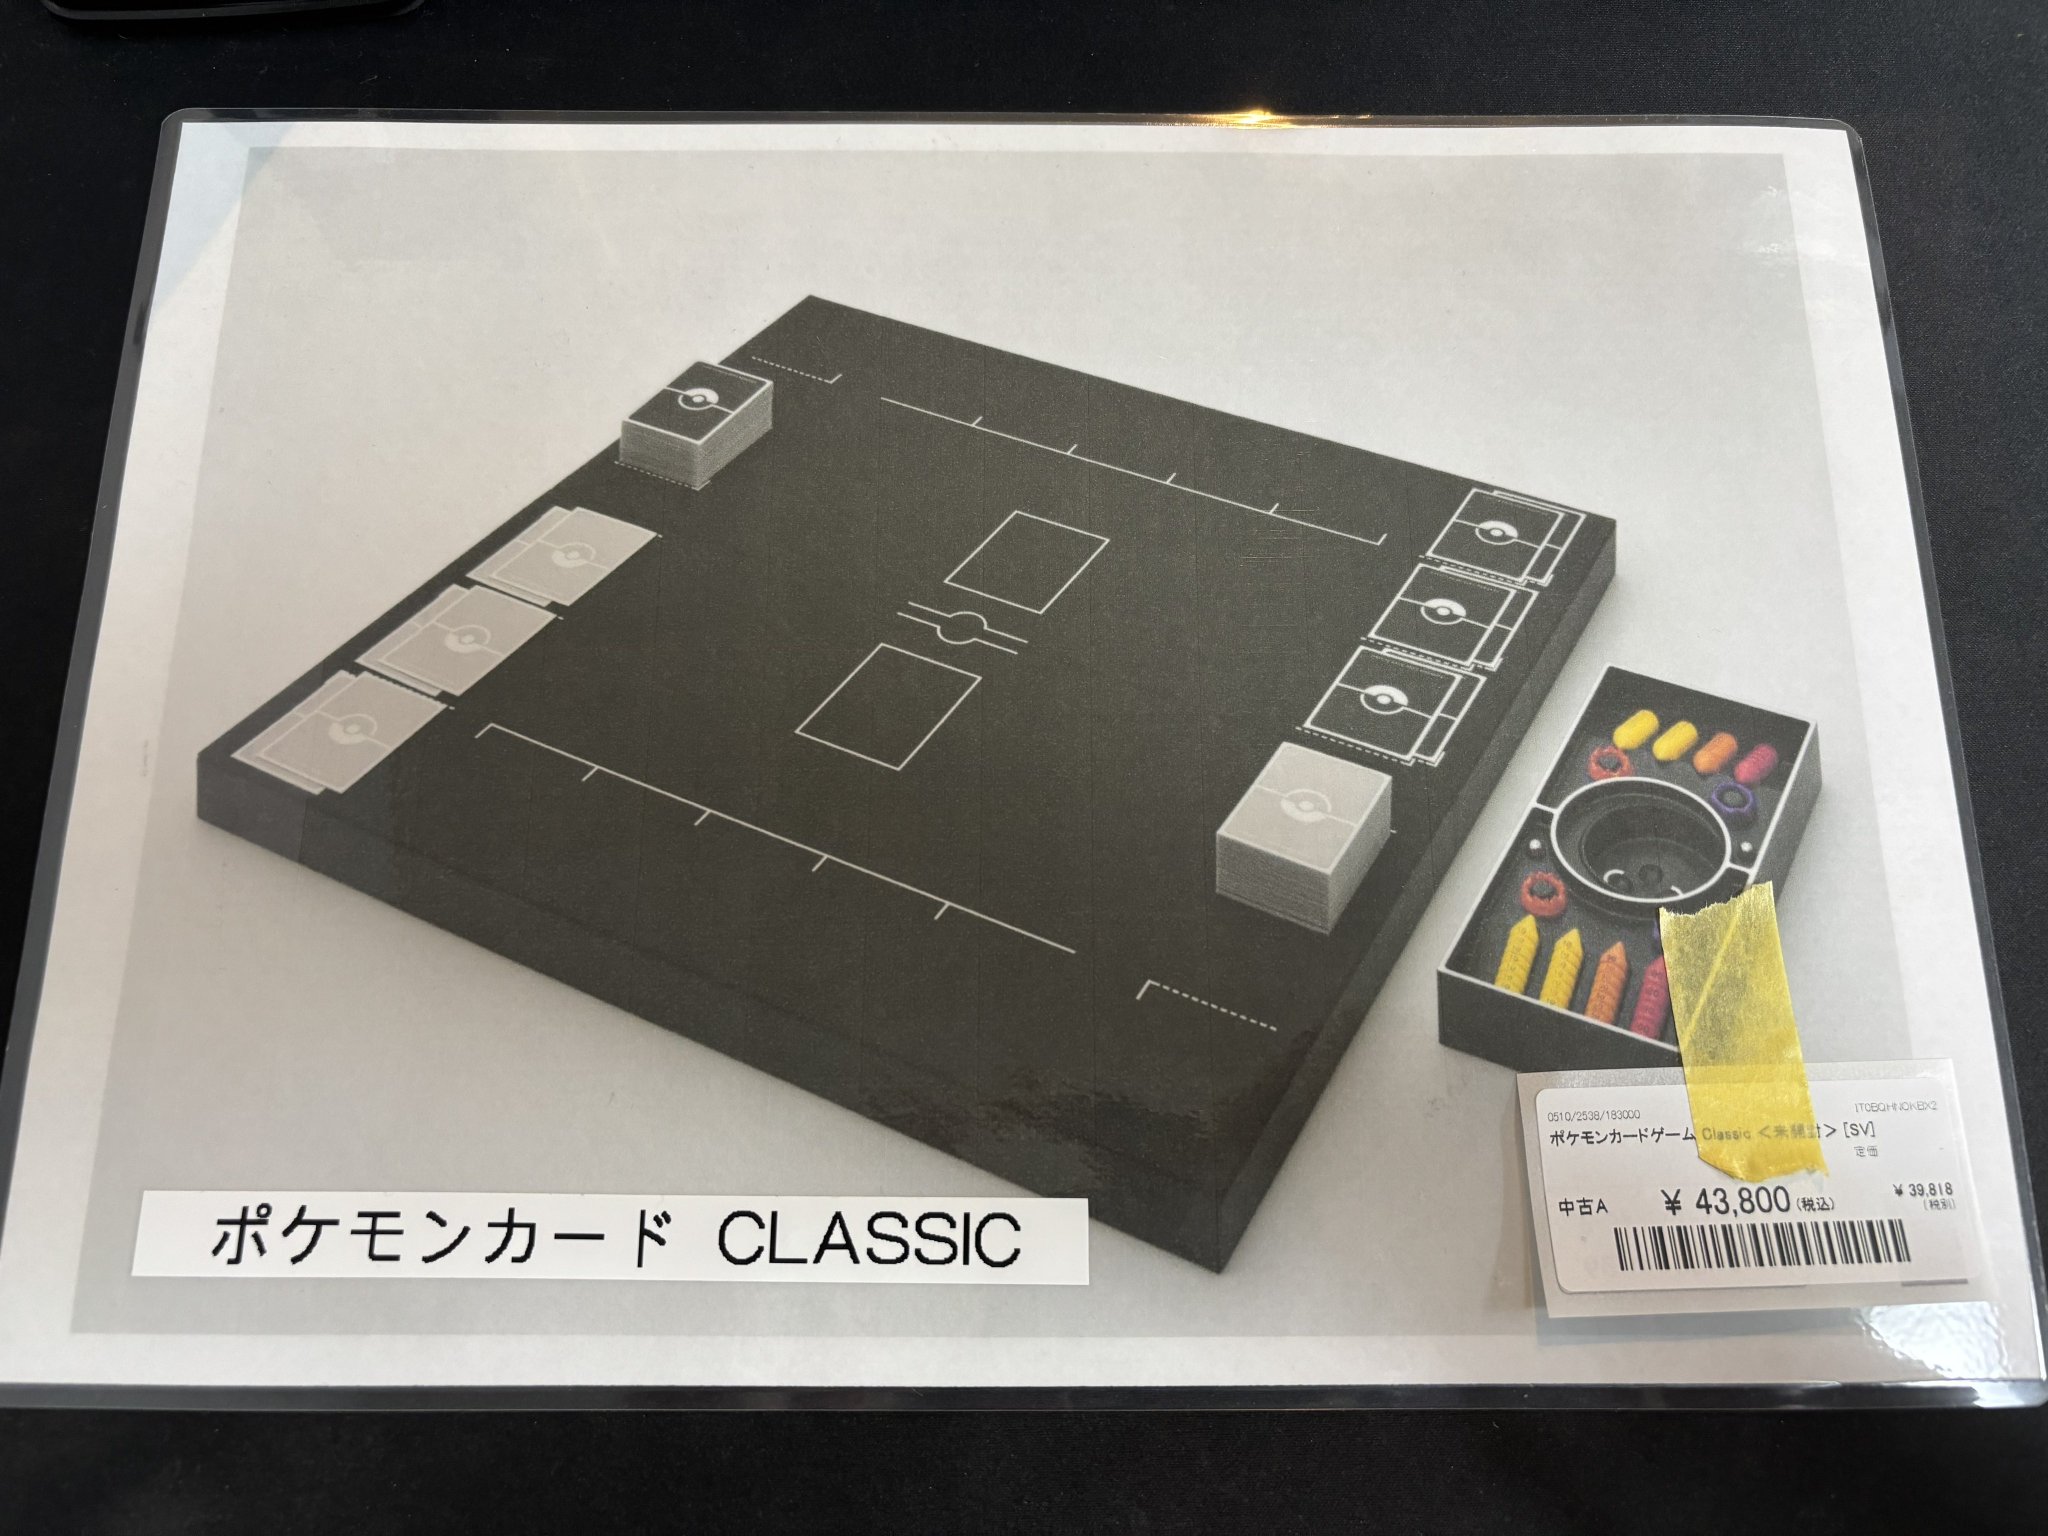 ポケモンカード CLASSIC
0510/2538/183000
ポケモンカードゲーム Classic <未開封> [SV]
定価
中古A
¥ 43,800 (税込)
¥ 39,818
(税別)